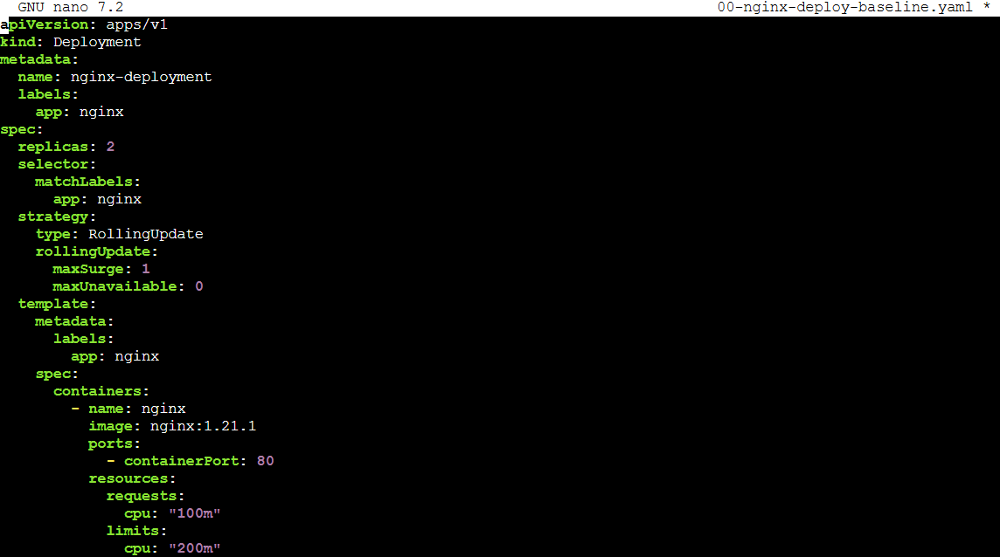 GNU nano 7.2 00-nginx-deploy-baseline.yaml *
apiVersion: apps/v1
kind: Deployment
metadata:
  name: nginx-deployment
  labels:
    app: nginx
spec:
  replicas: 2
  selector:
    matchLabels:
      app: nginx
  strategy:
    type: RollingUpdate
    rollingUpdate:
      maxSurge: 1
      maxUnavailable: 0
  template:
    metadata:
      labels:
        app: nginx
    spec:
      containers:
        - name: nginx
          image: nginx:1.21.1
          ports:
            - containerPort: 80
          resources:
            requests:
              cpu: "100m"
            limits:
              cpu: "200m"